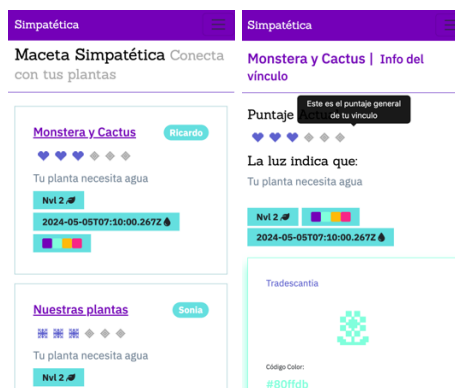 Simpatética
Maceta Simpatética Conecta
con tus plantas
Monstera y Cactus
Ricardo
Tu planta necesita agua
Nvl 2
2024-05-05T07:10:00.267Z
Nuestras plantas
Sonia
Tu planta necesita agua
Nvl 2
Simpatética
Monstera y Cactus | Info del
vínculo
Este es el puntaje general
de tu vinculo
Puntaje
La luz indica que:
Tu planta necesita agua
Nvl 2
2024-05-05T07:10:00.267Z
Tradescantia
Código Color:
#80ffdb